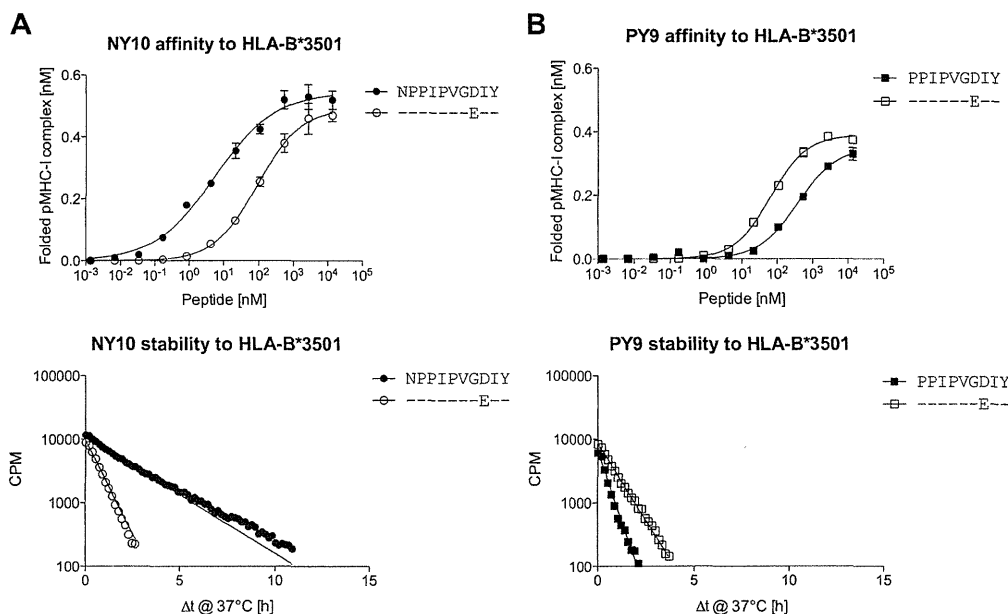 A
NY10 affinity to HLA-B*3501
Folded pMHC-I complex [nM]
0.6
0.4
0.2
0.0
10-3 10-2 10-1 100 101 102 103 104 105
Peptide [nM]
NPPIPVGDIY
———————E——
B
PY9 affinity to HLA-B*3501
Folded pMHC-I complex [nM]
0.6
0.4
0.2
0.0
10-3 10-2 10-1 100 101 102 103 104 105
Peptide [nM]
PPIPVGDIY
——————E——
NY10 stability to HLA-B*3501
CPM
100000
10000
1000
100
0 5 10 15
Δt @ 37°C [h]
NPPIPVGDIY
———————E——
PY9 stability to HLA-B*3501
CPM
100000
10000
1000
100
0 5 10 15
Δt @ 37°C [h]
PPIPVGDIY
——————E——